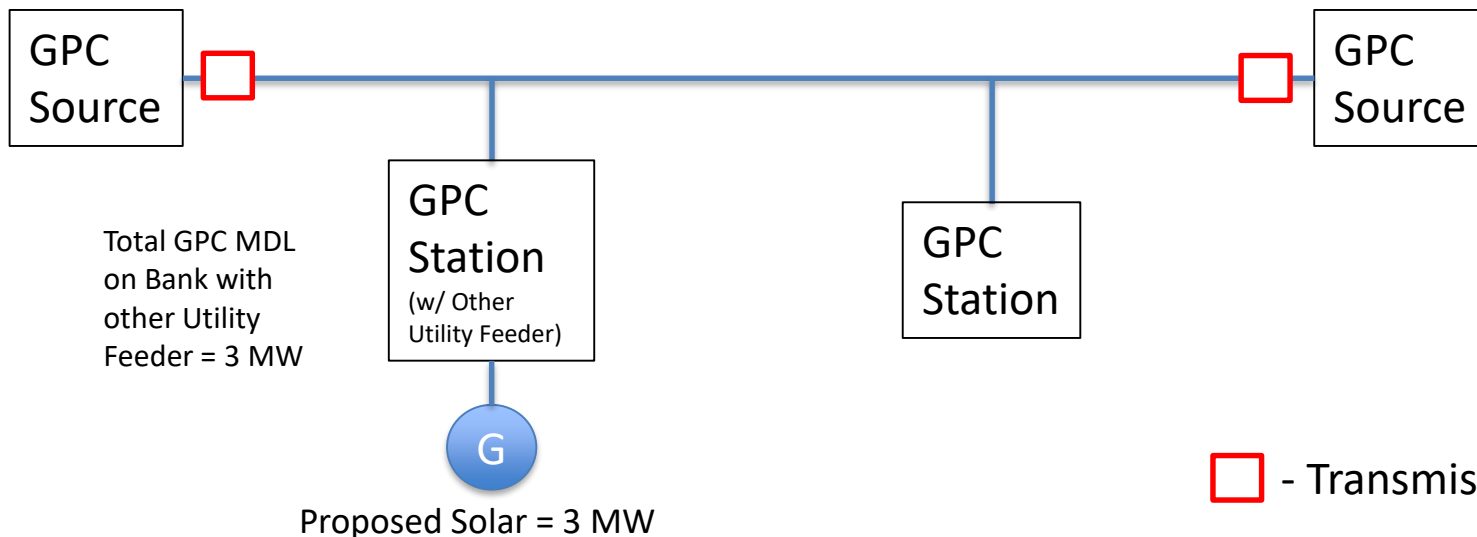 GPC
Source
GPC
Source
GPC
Station
(w/ Other
Utility Feeder)
Total GPC MDL
on Bank with
other Utility
Feeder = 3 MW
GPC
Station
G
Proposed Solar = 3 MW
- Transmis